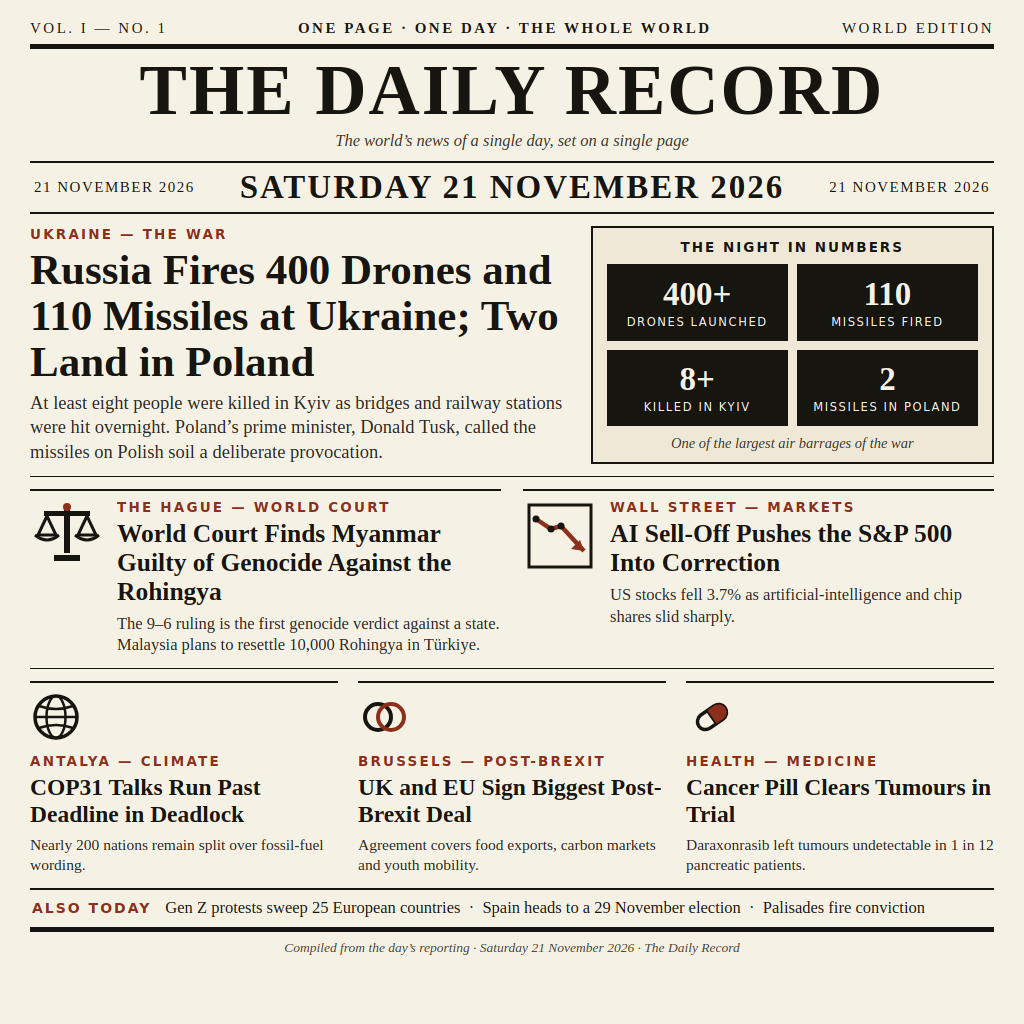 VOL. I — NO. 1
ONE PAGE · ONE DAY · THE WHOLE WORLD
WORLD EDITION
THE DAILY RECORD
The world’s news of a single day, set on a single page
21 NOVEMBER 2026
SATURDAY 21 NOVEMBER 2026
21 NOVEMBER 2026
UKRAINE — THE WAR
Russia Fires 400 Drones and
110 Missiles at Ukraine; Two
Land in Poland
At least eight people were killed in Kyiv as bridges and railway stations
were hit overnight. Poland’s prime minister, Donald Tusk, called the
missiles on Polish soil a deliberate provocation.
THE NIGHT IN NUMBERS
400+
DRONES LAUNCHED
110
MISSILES FIRED
8+
KILLED IN KYIV
2
MISSILES IN POLAND
One of the largest air barrages of the war
THE HAGUE — WORLD COURT
World Court Finds Myanmar
Guilty of Genocide Against the
Rohingya
The 9–6 ruling is the first genocide verdict against a state.
Malaysia plans to resettle 10,000 Rohingya in Türkiye.
WALL STREET — MARKETS
AI Sell-Off Pushes the S&P 500
Into Correction
US stocks fell 3.7% as artificial-intelligence and chip
shares slid sharply.
ANTALYA — CLIMATE
COP31 Talks Run Past
Deadline in Deadlock
Nearly 200 nations remain split over fossil-fuel
wording.
BRUSSELS — POST-BREXIT
UK and EU Sign Biggest Post-
Brexit Deal
Agreement covers food exports, carbon markets
and youth mobility.
HEALTH — MEDICINE
Cancer Pill Clears Tumours in
Trial
Daraxonrasib left tumours undetectable in 1 in 12
pancreatic patients.
ALSO TODAY Gen Z protests sweep 25 European countries · Spain heads to a 29 November election · Palisades fire conviction
Compiled from the day’s reporting · Saturday 21 November 2026 · The Daily Record